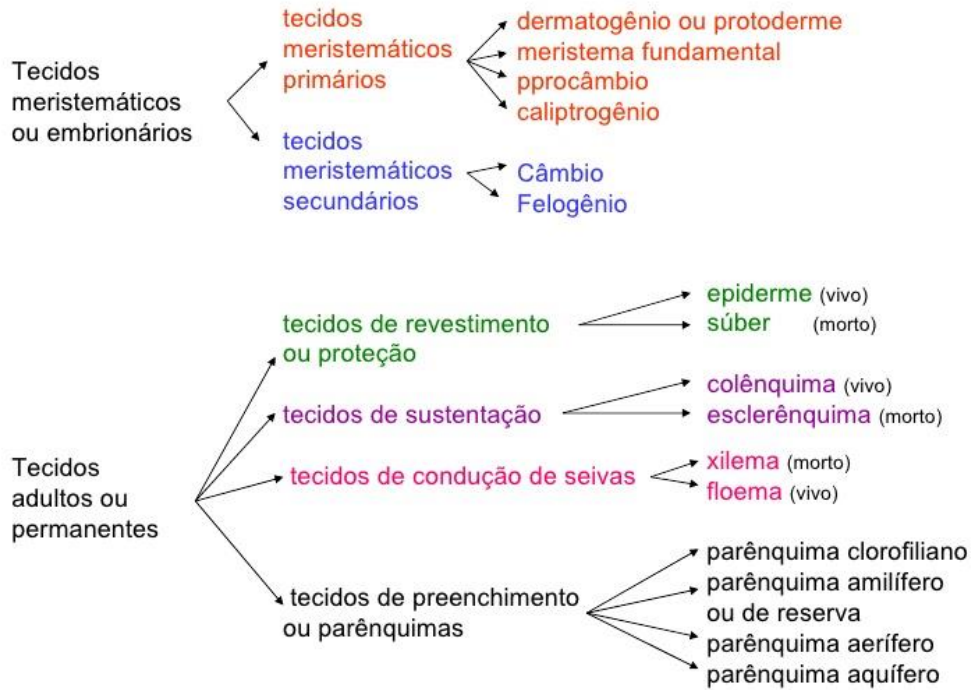 Tecidos
meristemáticos
ou embrionários
tecidos
meristemáticos
primários
dermatogênio ou protoderme
meristema fundamental
pprocâmbio
caliptrogênio
tecidos
meristemáticos
secundários
Câmbio
Felogênio
Tecidos
adultos ou
permanentes
tecidos de revestimento
ou proteção
epiderme (vivo)
súber (morto)
tecidos de sustentação
colênquima (vivo)
esclerênquima (morto)
tecidos de condução de seivas
xilema (morto)
floema (vivo)
tecidos de preenchimento
ou parênquimas
parênquima clorofiliano
parênquima amilífero
ou de reserva
parênquima aerífero
parênquima aquífero